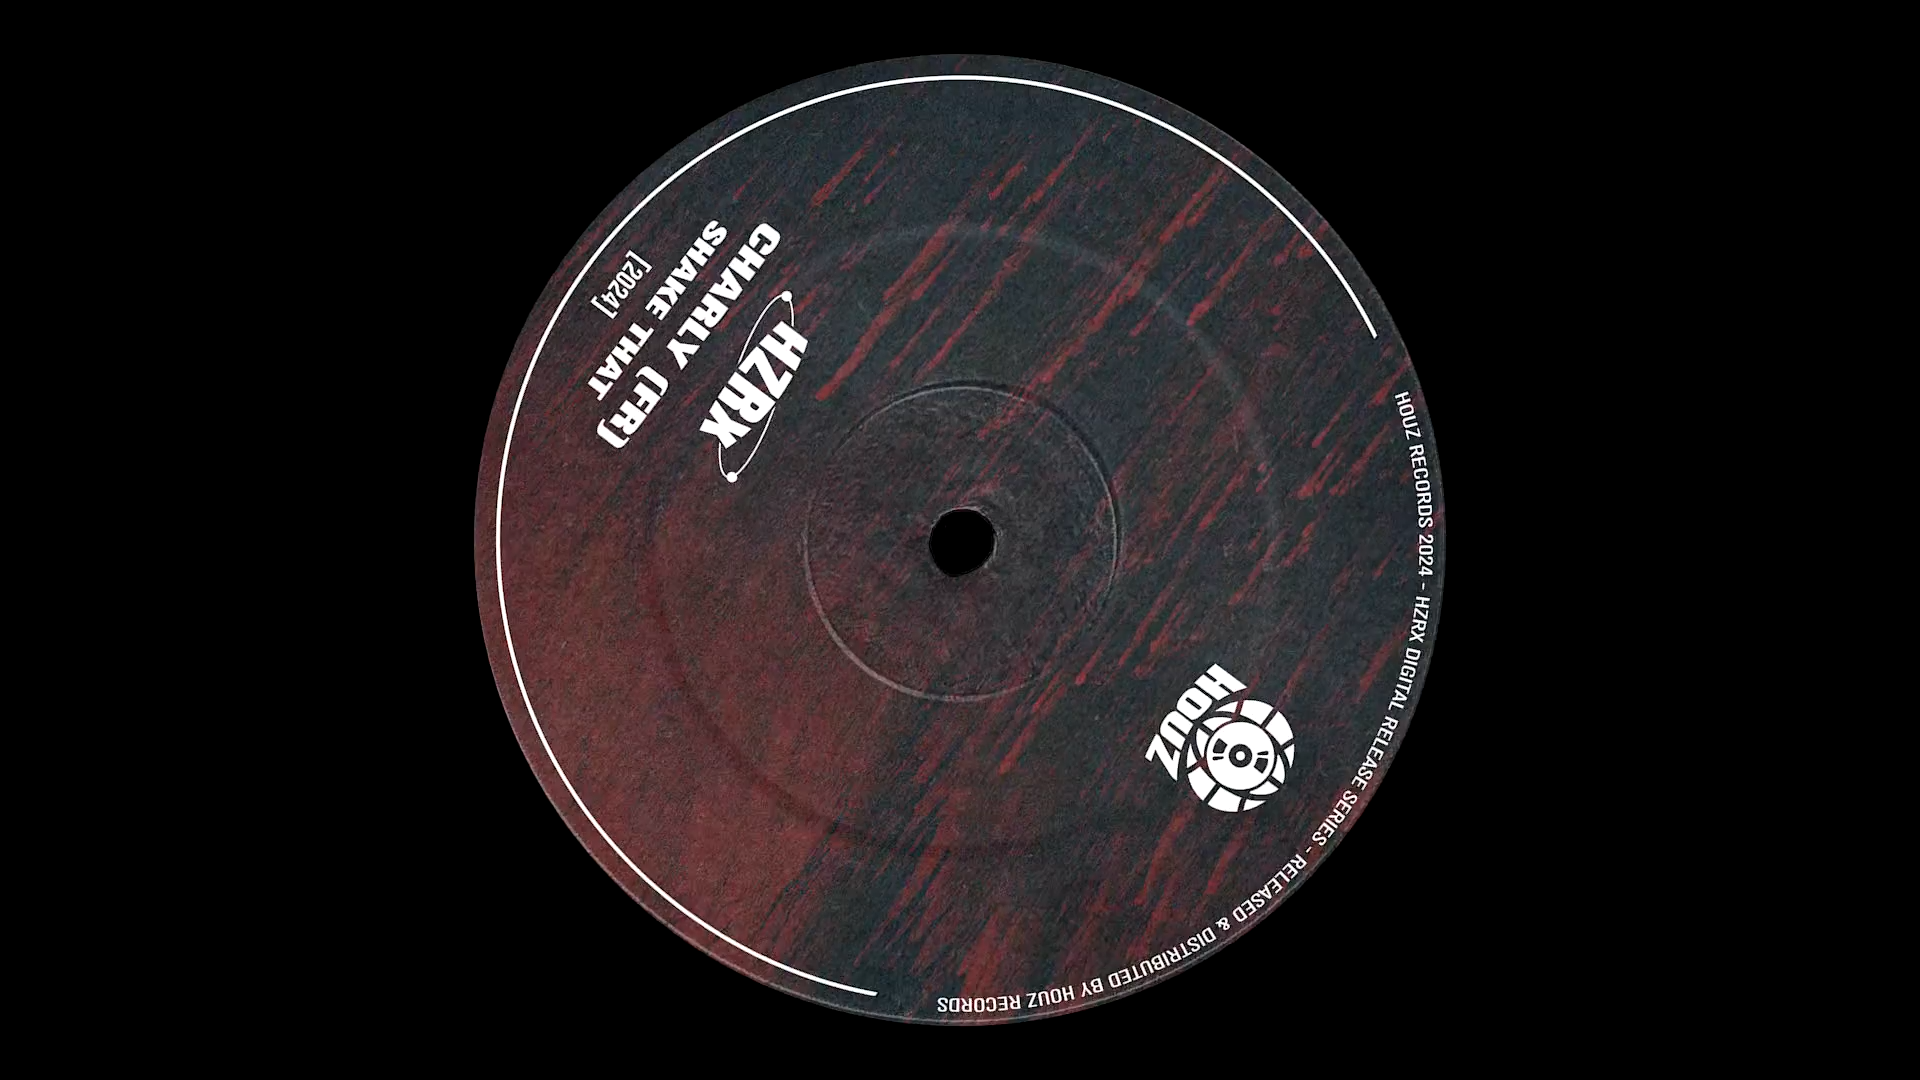 HOUZ
HZRX
CHARLY (FR)
SHAKE THAT
[2024]
HOUZ RECORDS 2024 - HZRX DIGITAL RELEASE SERIES - RELEASED & DISTRIBUTED BY HOUZ RECORDS